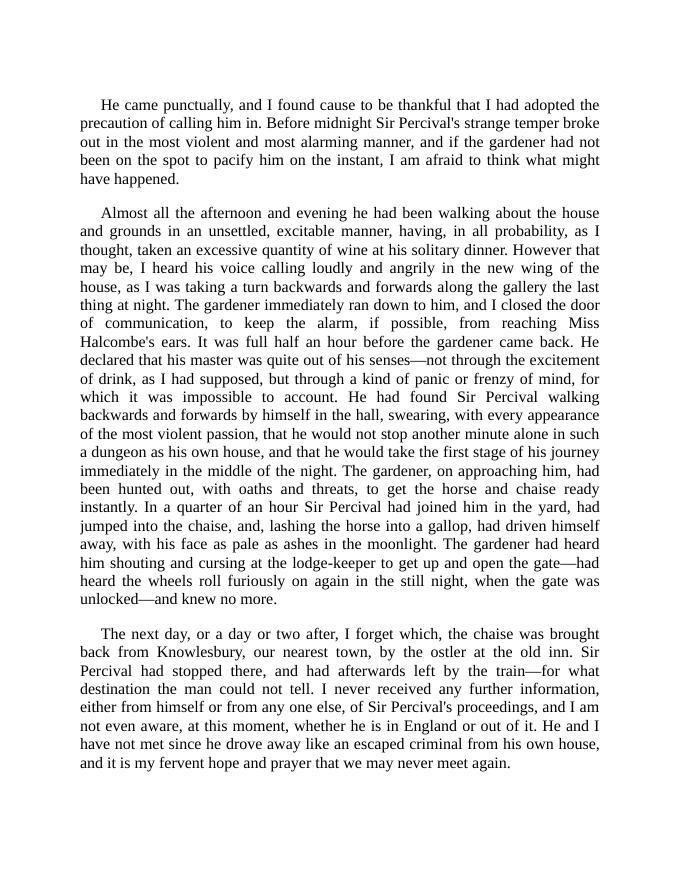 He came punctually, and I found cause to be thankful that I had adopted the
precaution of calling him in. Before midnight Sir Percival's strange temper broke
out in the most violent and most alarming manner, and if the gardener had not
been on the spot to pacify him on the instant, I am afraid to think what might
have happened.
Almost all the afternoon and evening he had been walking about the house
and grounds in an unsettled, excitable manner, having, in all probability, as I
thought, taken an excessive quantity of wine at his solitary dinner. However that
may be, I heard his voice calling loudly and angrily in the new wing of the
house, as I was taking a turn backwards and forwards along the gallery the last
thing at night. The gardener immediately ran down to him, and I closed the door
of communication, to keep the alarm, if possible, from reaching Miss
Halcombe's ears. It was full half an hour before the gardener came back. He
declared that his master was quite out of his senses—not through the excitement
of drink, as I had supposed, but through a kind of panic or frenzy of mind, for
which it was impossible to account. He had found Sir Percival walking
backwards and forwards by himself in the hall, swearing, with every appearance
of the most violent passion, that he would not stop another minute alone in such
a dungeon as his own house, and that he would take the first stage of his journey
immediately in the middle of the night. The gardener, on approaching him, had
been hunted out, with oaths and threats, to get the horse and chaise ready
instantly. In a quarter of an hour Sir Percival had joined him in the yard, had
jumped into the chaise, and, lashing the horse into a gallop, had driven himself
away, with his face as pale as ashes in the moonlight. The gardener had heard
him shouting and cursing at the lodge-keeper to get up and open the gate—had
heard the wheels roll furiously on again in the still night, when the gate was
unlocked—and knew no more.
The next day, or a day or two after, I forget which, the chaise was brought
back from Knowlesbury, our nearest town, by the ostler at the old inn. Sir
Percival had stopped there, and had afterwards left by the train—for what
destination the man could not tell. I never received any further information,
either from himself or from any one else, of Sir Percival's proceedings, and I am
not even aware, at this moment, whether he is in England or out of it. He and I
have not met since he drove away like an escaped criminal from his own house,
and it is my fervent hope and prayer that we may never meet again.